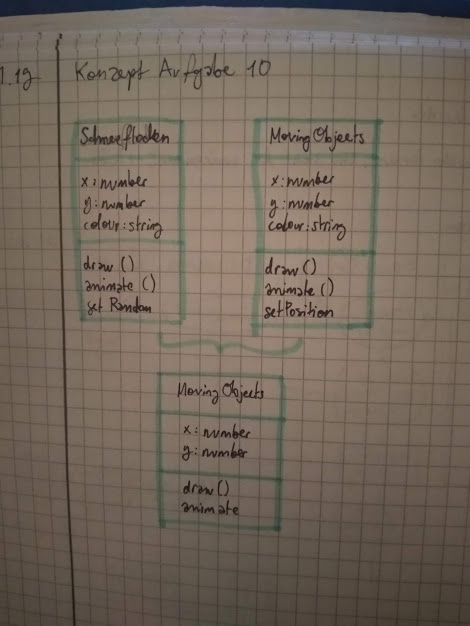 1.19
Konzept Aufgabe 10
Schneeflocken
x: number
y: number
colour: string
draw ()
animate ()
set Random
Moving Objects
x: number
y: number
colour: string
draw ()
animate ()
setPosition
Moving Objects
x: number
y: number
draw ()
animate